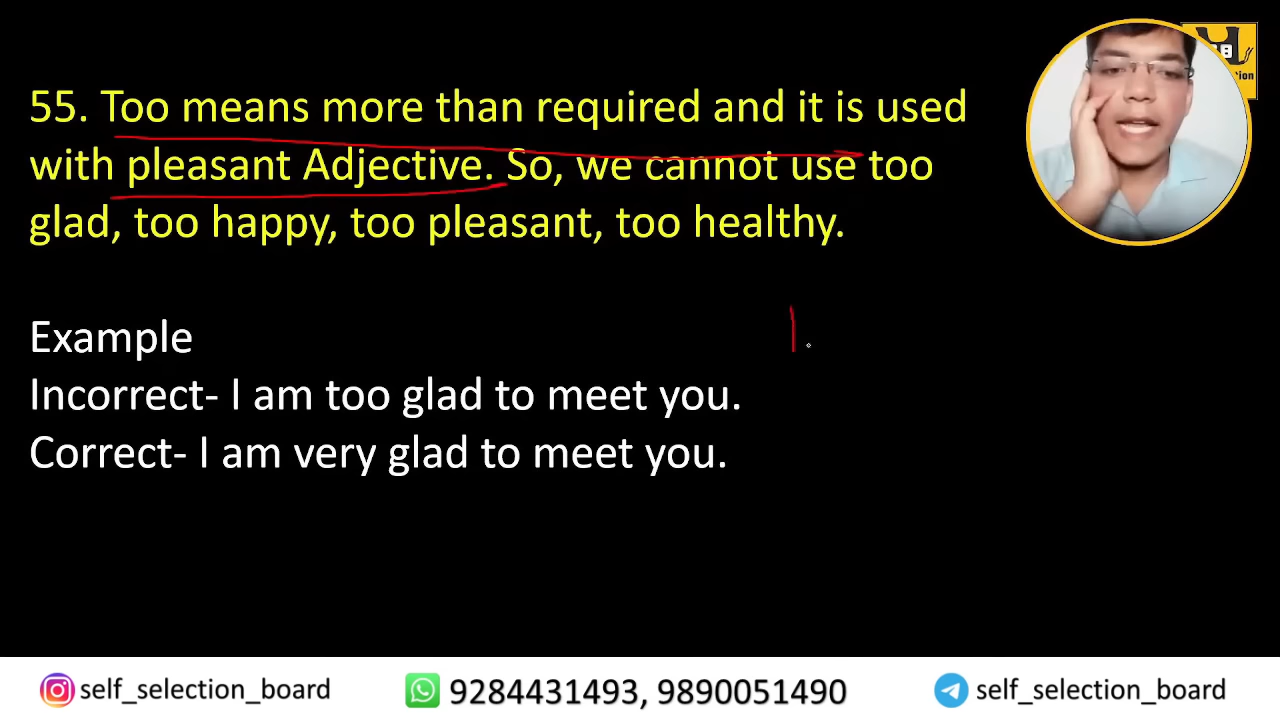 55. Too means more than required and it is used
with pleasant Adjective. So, we cannot use too
glad, too happy, too pleasant, too healthy.
Example
Incorrect- I am too glad to meet you.
Correct- I am very glad to meet you.
self_selection_board
9284431493, 9890051490
self_selection_board